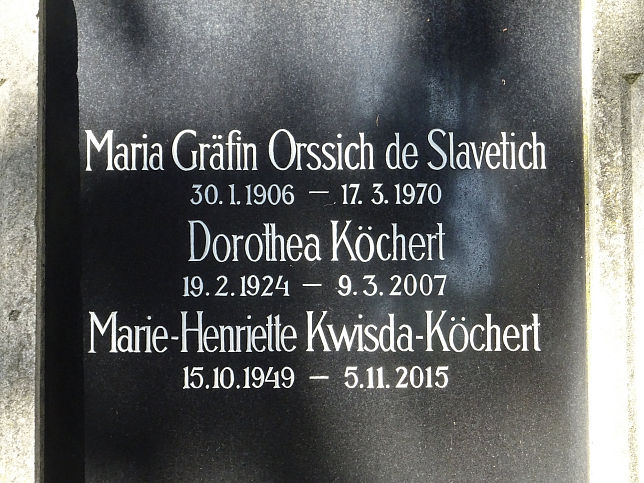 Maria Gräfin Orssich de Slavetich
30.1.1906 – 17.3.1970
Dorothea Köchert
19.2.1924 – 9.3.2007
Marie-Henriette Kwisda-Köchert
15.10.1949 – 5.11.2015